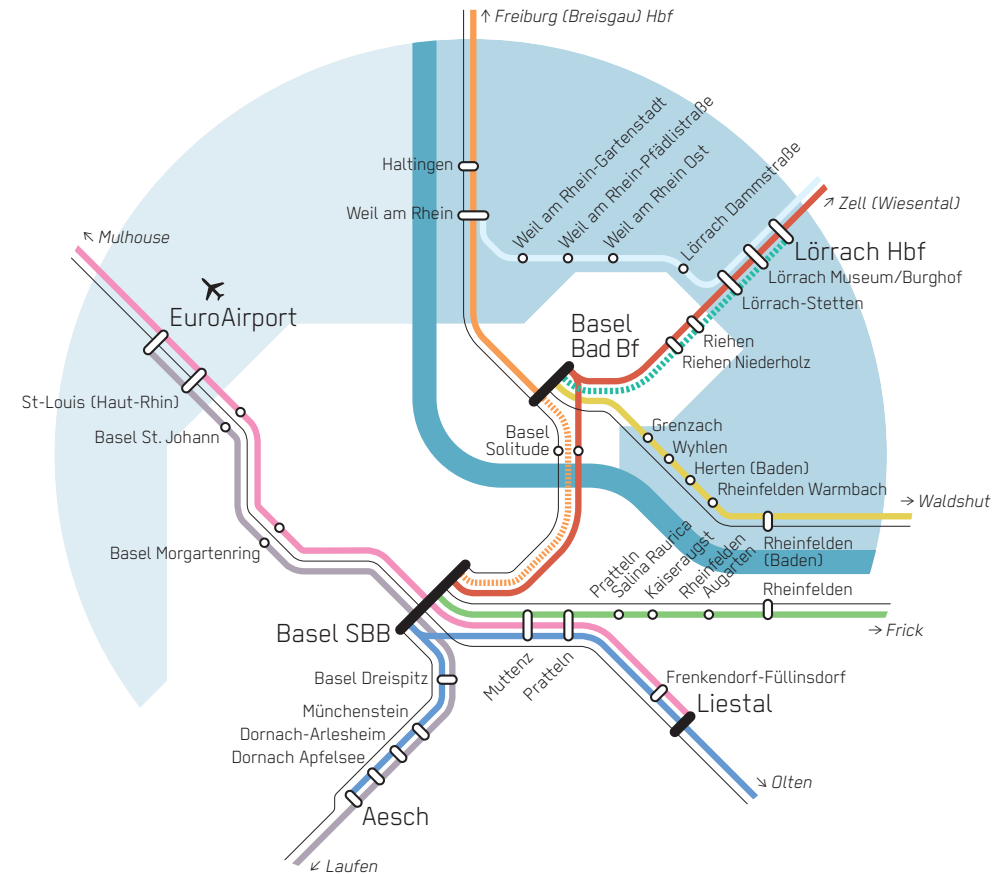 ↑ Freiburg (Breisgau) Hbf
Haltingen
Weil am Rhein
Weil am Rhein-Gartenstadt
Weil am Rhein-Pfädlistraße
Weil am Rhein Ost
Lörrach Dammstraße
↗ Zell (Wiesental)
Lörrach Hbf
Lörrach Museum/Burghof
Lörrach-Stetten
Riehen
Riehen Niederholz
↖ Mulhouse
EuroAirport
St-Louis (Haut-Rhin)
Basel St. Johann
Basel Morgartenring
Basel
Bad Bf
Basel
Solitude
Grenzach
Wyhlen
Herten (Baden)
Rheinfelden Warmbach
→ Waldshut
Rheinfelden
(Baden)
Pratteln
Salina Raurica
Kaiseraugst
Rheinfelden
Augarten
Rheinfelden
→ Frick
Basel SBB
Muttenz
Pratteln
Frenkendorf-Füllinsdorf
Liestal
↘ Olten
Basel Dreispitz
Münchenstein
Dornach-Arlesheim
Dornach Apfelsee
Aesch
↙ Laufen